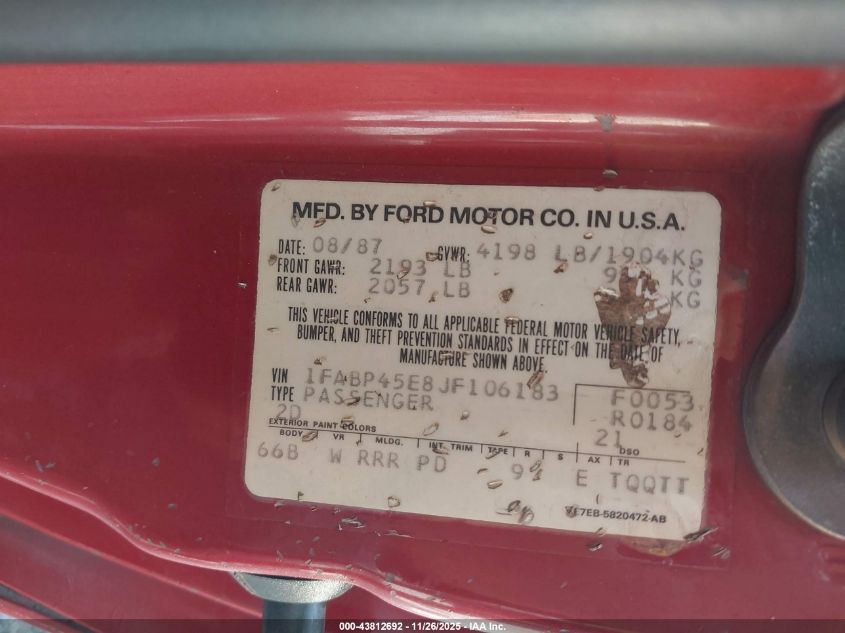 MFD. BY FORD MOTOR CO. IN U.S.A.
DATE: 08/87 GVWR: 4198 LB/1904KG
FRONT GAWR: 2193 LB KG
REAR GAWR: 2057 LB KG
THIS VEHICLE CONFORMS TO ALL APPLICABLE FEDERAL MOTOR VEHICLE SAFETY,
BUMPER, AND THEFT PREVENTION STANDARDS IN EFFECT ON THE DATE OF
MANUFACTURE SHOWN ABOVE.
VIN 1FABP45E8JF106183 F0053
TYPE PASSENGER R0184
2D 21
EXTERIOR PAINT COLORS DSO
BODY VR MLDG. INT. TRIM TAPE R S AX TR
66B W RRR PD E TQQTT
E7EB-5820472-AB
000-43812692 - 11/26/2025 - IAA Inc.